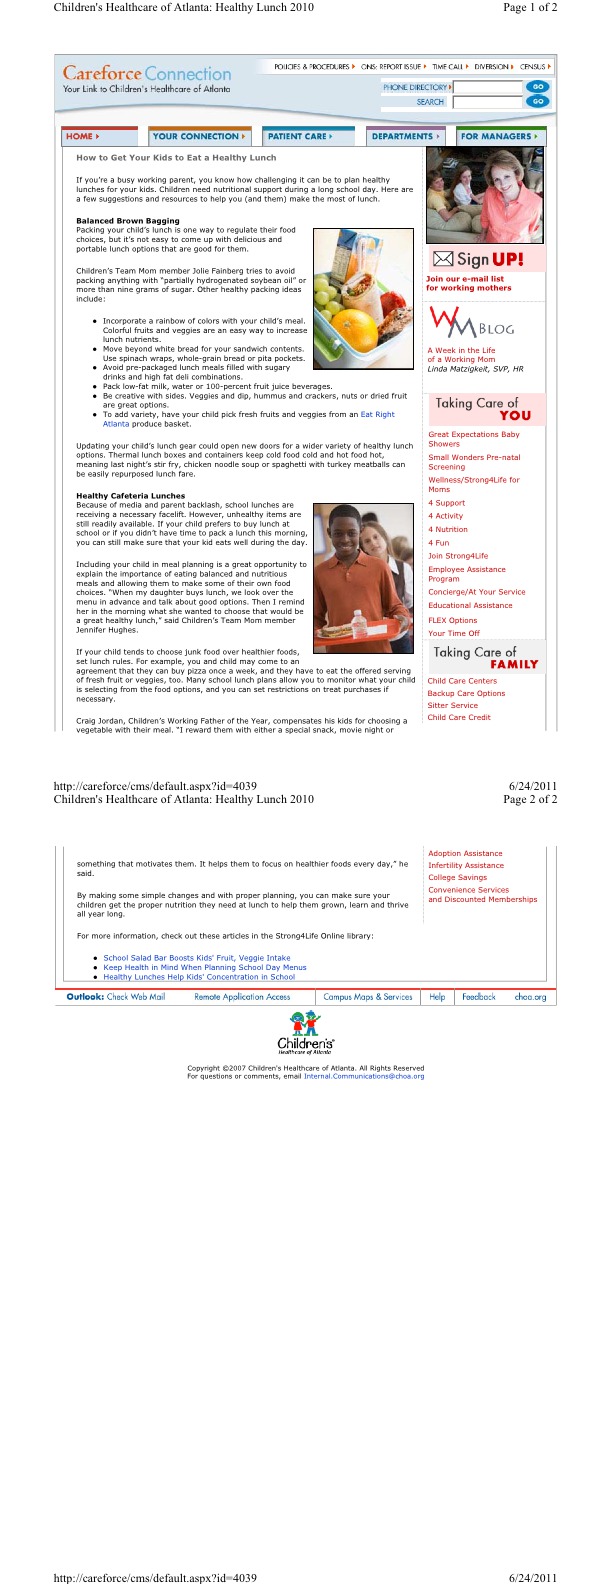 Children's Healthcare of Atlanta: Healthy Lunch 2010 Page 1 of 2
Careforce Connection
Your Link to Children's Healthcare of Atlanta
POLICIES & PROCEDURES ONS: REPORT ISSUE TIME CALL DIVERSION CENSUS
PHONE DIRECTORY GO
SEARCH GO
HOME YOUR CONNECTION PATIENT CARE DEPARTMENTS FOR MANAGERS
How to Get Your Kids to Eat a Healthy Lunch
If you're a busy working parent, you know how challenging it can be to plan healthy
lunches for your kids. Children need nutritional support during a long school day. Here are
a few suggestions and resources to help you (and them) make the most of lunch.
Balanced Brown Bagging
Packing your child's lunch is one way to regulate their food
choices, but it's not easy to come up with delicious and
portable lunch options that are good for them.
Children's Team Mom member Jolie Fainberg tries to avoid
packing anything with "partially hydrogenated soybean oil" or
more than nine grams of sugar. Other healthy packing ideas
include:
● Incorporate a rainbow of colors with your child's meal.
Colorful fruits and veggies are an easy way to increase
lunch nutrients.
● Move beyond white bread for your sandwich contents.
Use spinach wraps, whole-grain bread or pita pockets.
● Avoid pre-packaged lunch meals filled with sugary
drinks and high fat deli combinations.
● Pack low-fat milk, water or 100-percent fruit juice beverages.
● Be creative with sides. Veggies and dip, hummus and crackers, nuts or dried fruit
are great options.
● To add variety, have your child pick fresh fruits and veggies from an Eat Right
Atlanta produce basket.
Updating your child's lunch gear could open new doors for a wider variety of healthy lunch
options. Thermal lunch boxes and containers keep cold food cold and hot food hot,
meaning last night's stir fry, chicken noodle soup or spaghetti with turkey meatballs can
be easily repurposed lunch fare.
Healthy Cafeteria Lunches
Because of media and parent backlash, school lunches are
receiving a necessary facelift. However, unhealthy items are
still readily available. If your child prefers to buy lunch at
school or if you didn't have time to pack a lunch this morning,
you can still make sure that your kid eats well during the day.
Including your child in meal planning is a great opportunity to
explain the importance of eating balanced and nutritious
meals and allowing them to make some of their own food
choices. "When my daughter buys lunch, we look over the
menu in advance and talk about good options. Then I remind
her in the morning what she wanted to choose that would be
a great healthy lunch," said Children's Team Mom member
Jennifer Hughes.
If your child tends to choose junk food over healthier foods,
set lunch rules. For example, you and child may come to an
agreement that they can buy pizza once a week, and they have to eat the offered serving
of fresh fruit or veggies, too. Many school lunch plans allow you to monitor what your child
is selecting from the food options, and you can set restrictions on treat purchases if
necessary.
Craig Jordan, Children's Working Father of the Year, compensates his kids for choosing a
vegetable with their meal. "I reward them with either a special snack, movie night or
Sign UP!
Join our e-mail list
for working mothers
WM BLOG
A Week in the Life
of a Working Mom
Linda Matzigkeit, SVP, HR
Taking Care of
YOU
Great Expectations Baby
Showers
Small Wonders Pre-natal
Screening
Wellness/Strong4Life for
Moms
4 Support
4 Activity
4 Nutrition
4 Fun
Join Strong4Life
Employee Assistance
Program
Concierge/At Your Service
Educational Assistance
FLEX Options
Your Time Off
Taking Care of
FAMILY
Child Care Centers
Backup Care Options
Sitter Service
Child Care Credit
http://careforce/cms/default.aspx?id=4039 6/24/2011
Children's Healthcare of Atlanta: Healthy Lunch 2010 Page 2 of 2
something that motivates them. It helps them to focus on healthier foods every day," he
said.
By making some simple changes and with proper planning, you can make sure your
children get the proper nutrition they need at lunch to help them grown, learn and thrive
all year long.
For more information, check out these articles in the Strong4Life Online library:
● School Salad Bar Boosts Kids' Fruit, Veggie Intake
● Keep Health in Mind When Planning School Day Menus
● Healthy Lunches Help Kids' Concentration in School
Adoption Assistance
Infertility Assistance
College Savings
Convenience Services
and Discounted Memberships
Outlook: Check Web Mail Remote Application Access Campus Maps & Services Help Feedback choa.org
Children's
Healthcare of Atlanta
Copyright ©2007 Children's Healthcare of Atlanta. All Rights Reserved
For questions or comments, email Internal.Communications@choa.org
http://careforce/cms/default.aspx?id=4039 6/24/2011